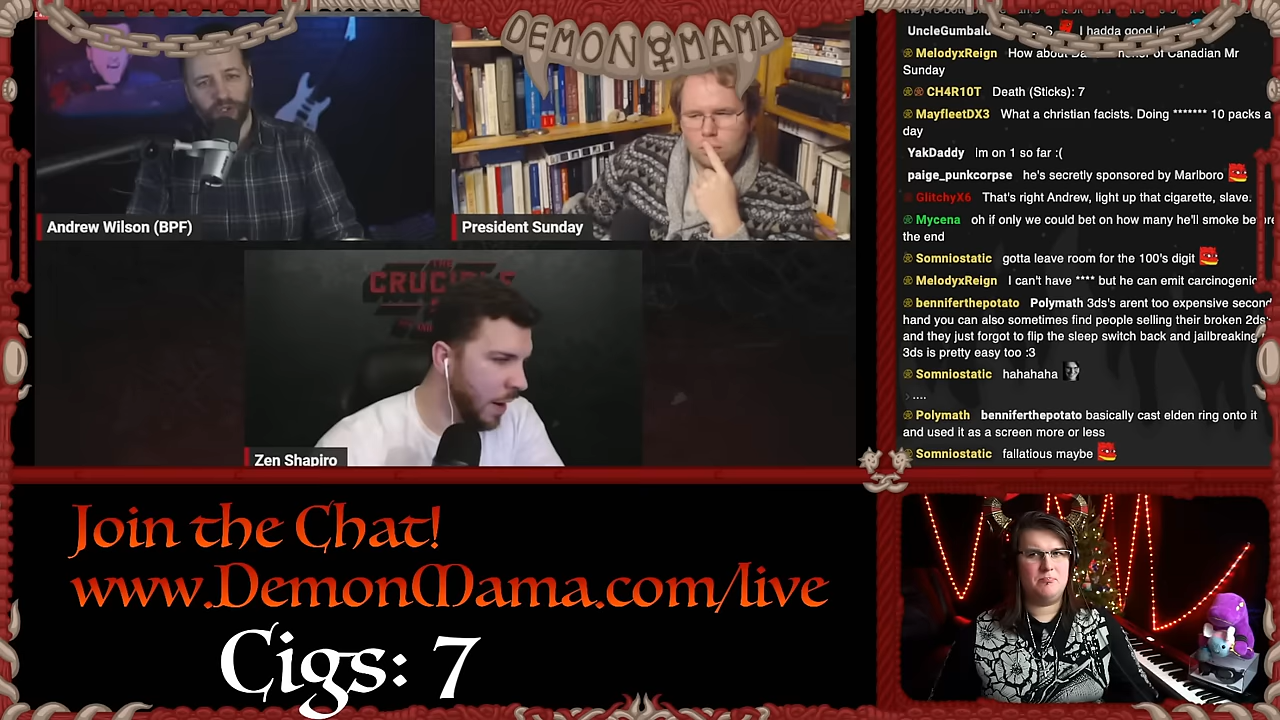 DEMON MAMA
THE
CRUCIBLE
Andrew Wilson (BPF)
President Sunday
Zen Shapiro
UncleGumbald
I hadda good
MelodyxReign How about
of Canadian Mr
Sunday
CH4R10T Death (Sticks): 7
MayfleetDX3 What a christian facists. Doing ******* 10 packs a
day
YakDaddy Im on 1 so far :(
paige_punkcorpse he's secretly sponsored by Marlboro
GlitchyX6 That's right Andrew, light up that cigarette, slave.
Mycena oh if only we could bet on how many he'll smoke
the end
Somniostatic gotta leave room for the 100's digit
MelodyxReign I can't have **** but he can emit carcinogenic
benniferthepotato Polymath 3ds's arent too expensive second
hand you can also sometimes find people selling their broken 2ds
and they just forgot to flip the sleep switch back and jailbreaking
3ds is pretty easy too :3
Somniostatic hahahaha
› ....
Polymath benniferthepotato basically cast elden ring onto it
and used it as a screen more or less
Somniostatic fallatious maybe
Join the Chat!
www.DemonMama.com/live
Cigs: 7